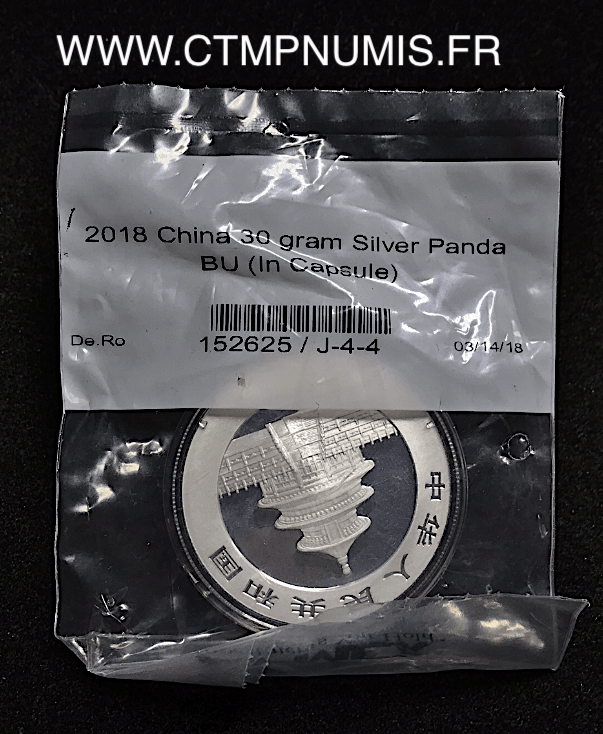 WWW.CTMPNUMIS.FR
2018 China 30 gram Silver Panda
BU (In Capsule)
De.Ro
152625 / J-4-4
03/14/18
中华人民共和国